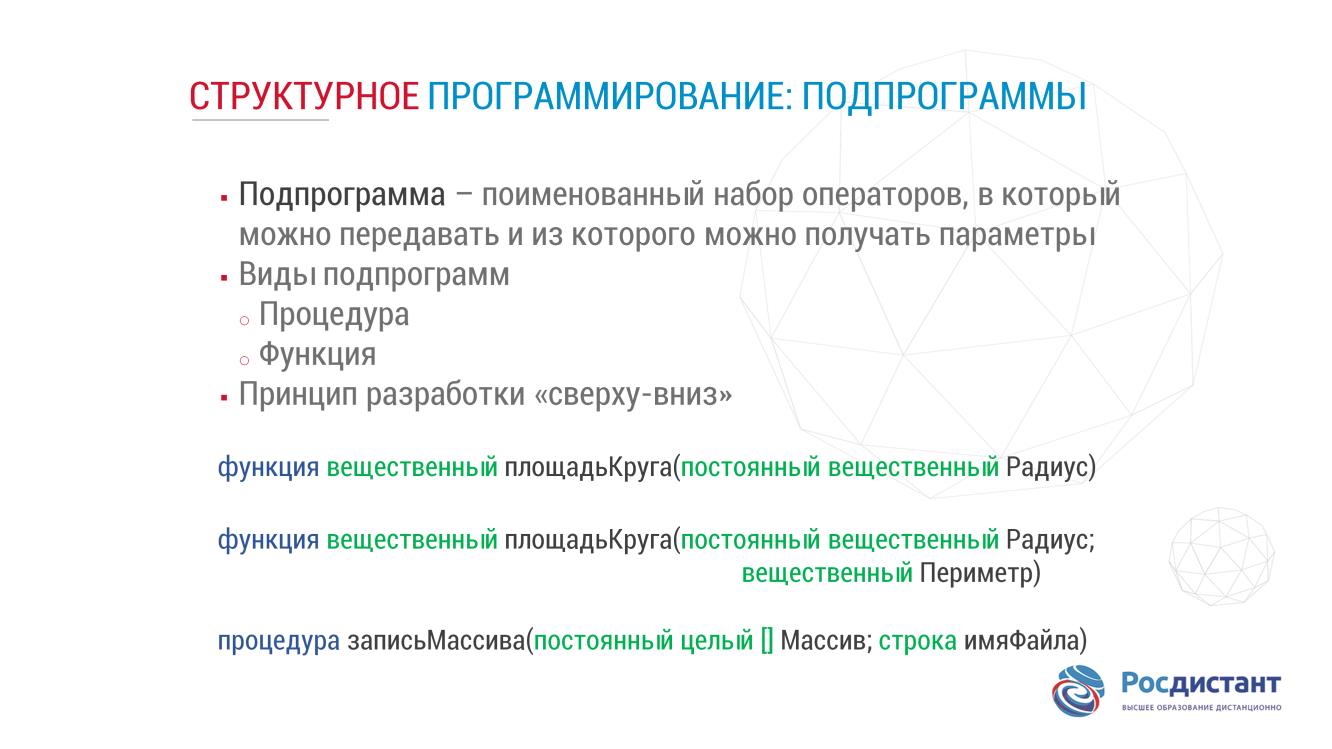 СТРУКТУРНОЕ ПРОГРАММИРОВАНИЕ: ПОДПРОГРАММЫ
Подпрограмма – поименованный набор операторов, в который
можно передавать и из которого можно получать параметры
Виды подпрограмм
Процедура
Функция
Принцип разработки «сверху-вниз»
функция вещественный площадьКруга(постоянный вещественный Радиус)
функция вещественный площадьКруга(постоянный вещественный Радиус;
вещественный Периметр)
процедура записьМассива(постоянный целый [] Массив; строка имяФайла)
Росдистант
ВЫСШЕЕ ОБРАЗОВАНИЕ ДИСТАНЦИОННО